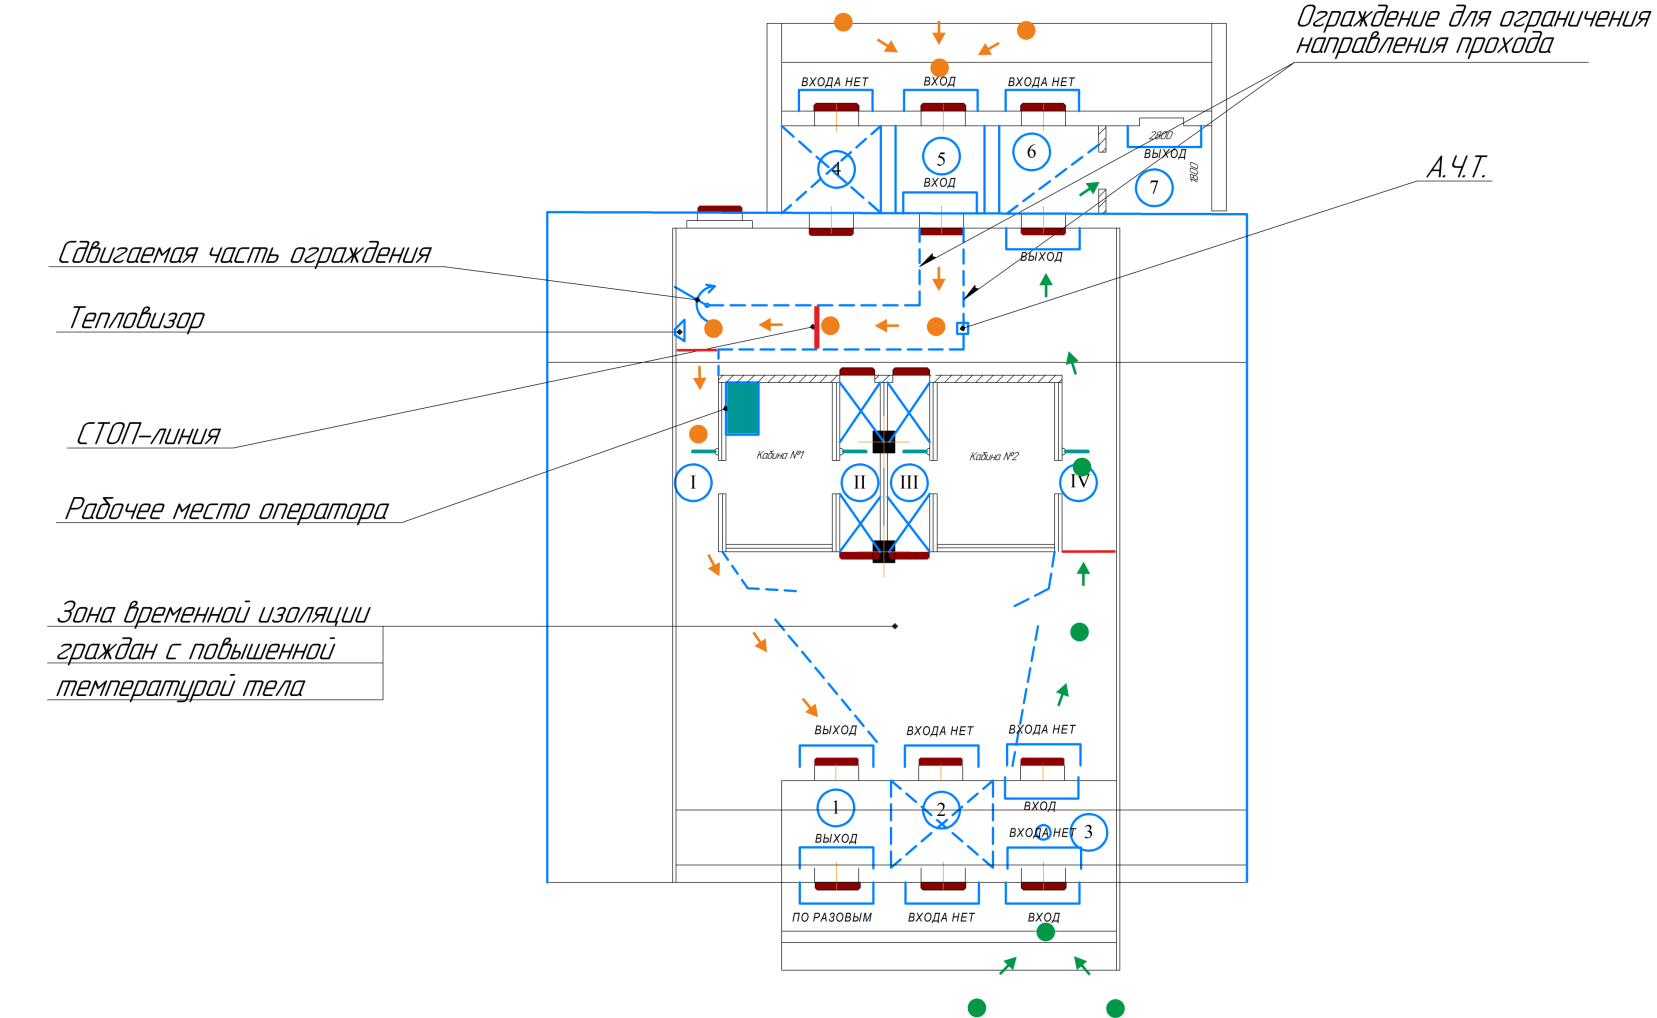 Ограждение для ограничения
направления прохода
ВХОДА НЕТ
ВХОД
ВХОДА НЕТ
2800
ВЫХОД
1800
4
5
6
7
ВХОД
А.Ч.Т.
Сдвигаемая часть ограждения
ВЫХОД
Тепловизор
СТОП-линия
Кабина №1
Кабина №2
I
II
III
IV
Рабочее место оператора
Зона временной изоляции
граждан с повышенной
температурой тела
ВЫХОД
ВХОДА НЕТ
ВХОДА НЕТ
1
2
ВХОД
3
ВХОДА НЕТ
ВЫХОД
ПО РАЗОВЫМ
ВХОДА НЕТ
ВХОД